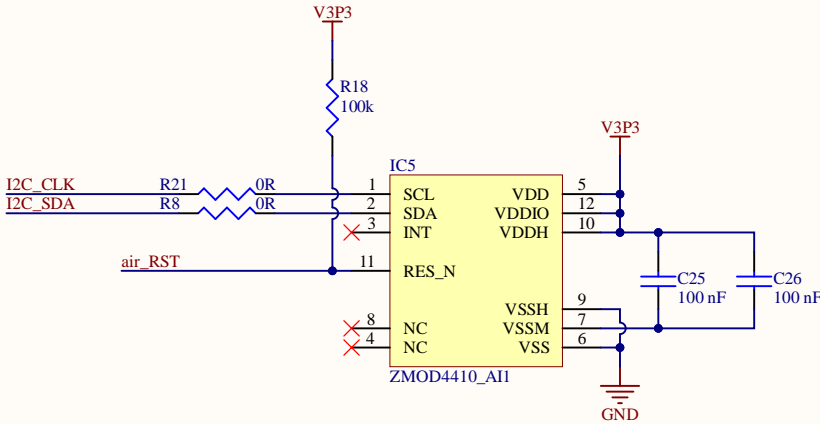 V3P3
R18
100k
V3P3
IC5
I2C_CLK R21 0R 1 SCL VDD 5
I2C_SDA R8 0R 2 SDA VDDIO 12
3 INT VDDH 10
air_RST 11 RES_N
C25 C26
100 nF 100 nF
VSSH 9
8 NC VSSM 7
4 NC VSS 6
ZMOD4410_AI1
GND